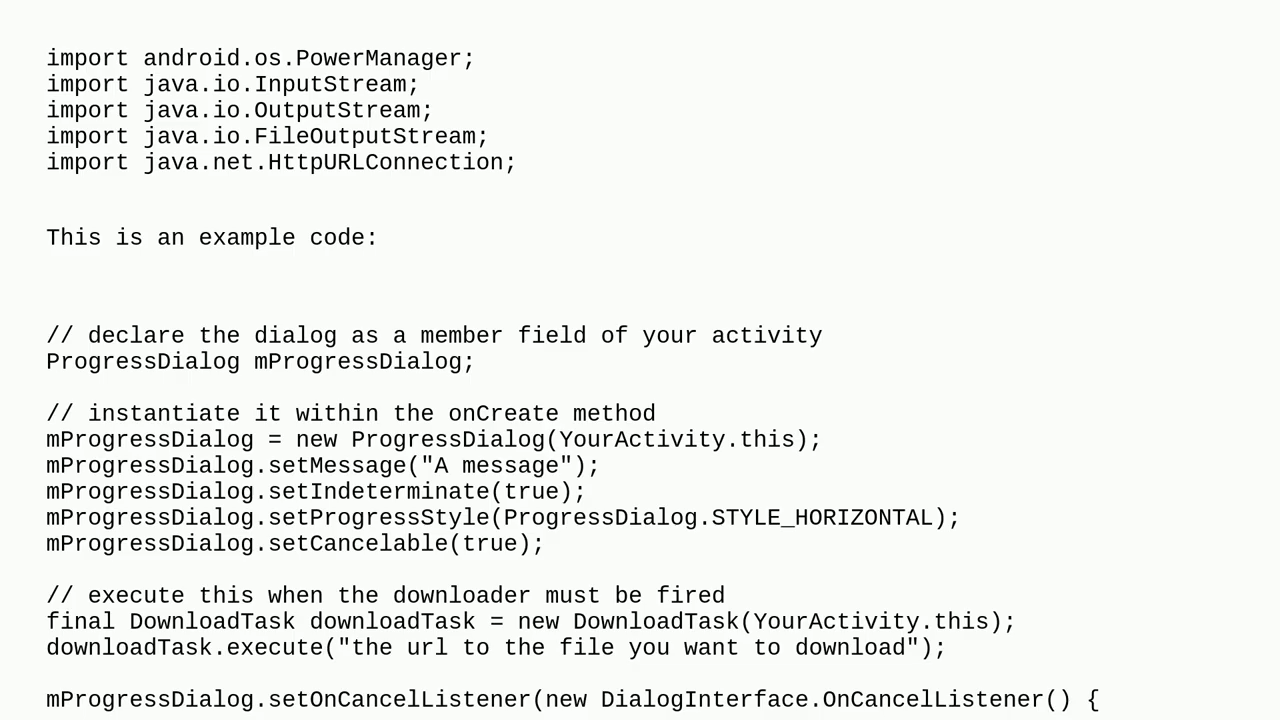 import android.os.PowerManager;
import java.io.InputStream;
import java.io.OutputStream;
import java.io.FileOutputStream;
import java.net.HttpURLConnection;
This is an example code:
// declare the dialog as a member field of your activity
ProgressDialog mProgressDialog;
// instantiate it within the onCreate method
mProgressDialog = new ProgressDialog(YourActivity.this);
mProgressDialog.setMessage("A message");
mProgressDialog.setIndeterminate(true);
mProgressDialog.setProgressStyle(ProgressDialog.STYLE_HORIZONTAL);
mProgressDialog.setCancelable(true);
// execute this when the downloader must be fired
final DownloadTask downloadTask = new DownloadTask(YourActivity.this);
downloadTask.execute("the url to the file you want to download");
mProgressDialog.setOnCancelListener(new DialogInterface.OnCancelListener() {